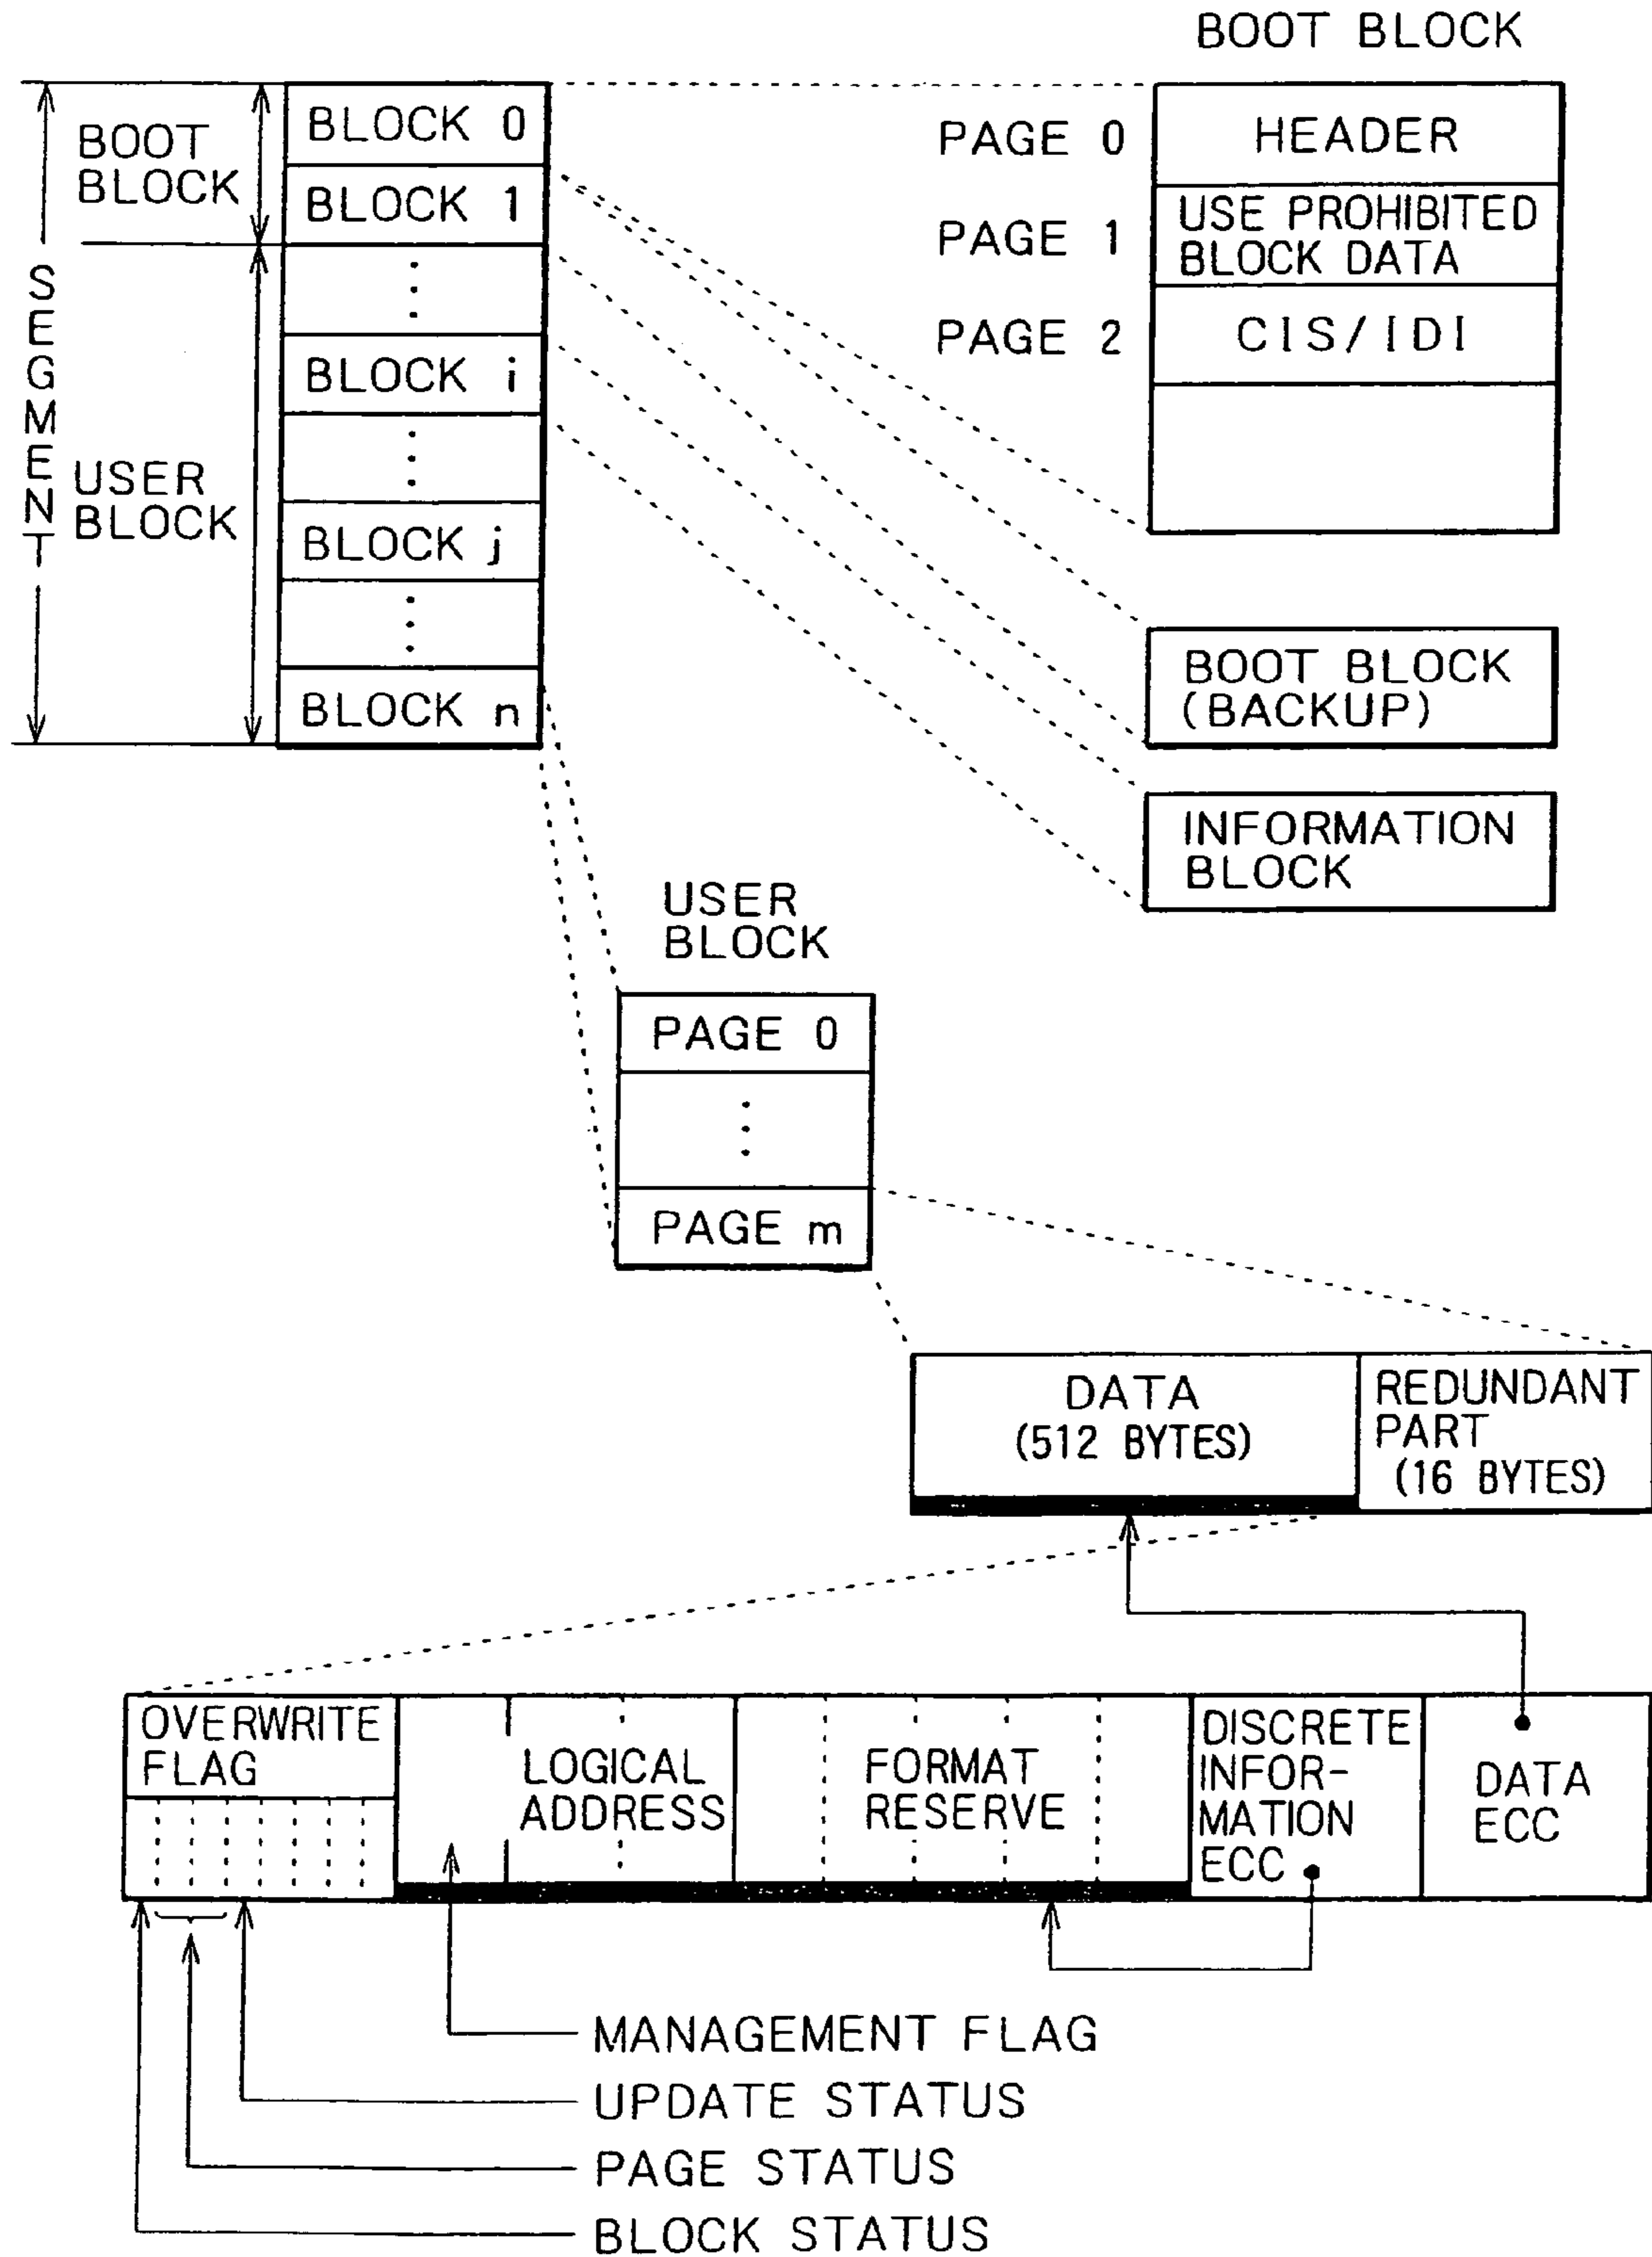 BOOT BLOCK
BLOCK 0
BLOCK 1
⋮
BLOCK i
⋮
BLOCK j
⋮
BLOCK n
BOOT
BLOCK
SEGMENT
USER
BLOCK
PAGE 0
HEADER
PAGE 1
USE PROHIBITED
BLOCK DATA
PAGE 2
CIS/IDI
BOOT BLOCK
(BACKUP)
INFORMATION
BLOCK
USER
BLOCK
PAGE 0
⋮
PAGE m
DATA
(512 BYTES)
REDUNDANT
PART
(16 BYTES)
OVERWRITE
FLAG
LOGICAL
ADDRESS
FORMAT
RESERVE
DISCRETE
INFOR-
MATION
ECC
DATA
ECC
MANAGEMENT FLAG
UPDATE STATUS
PAGE STATUS
BLOCK STATUS